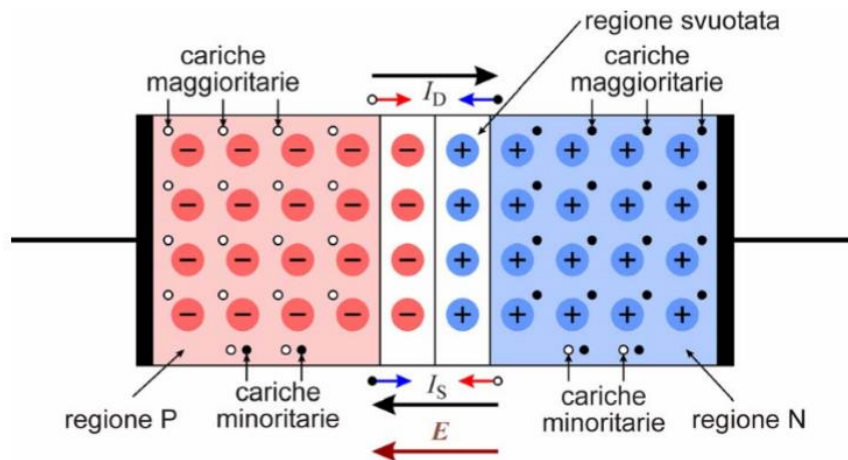 regione svuotata
cariche
maggioritarie
cariche
maggioritarie
I_D
I_S
cariche
minoritarie
cariche
minoritarie
regione P
regione N
E